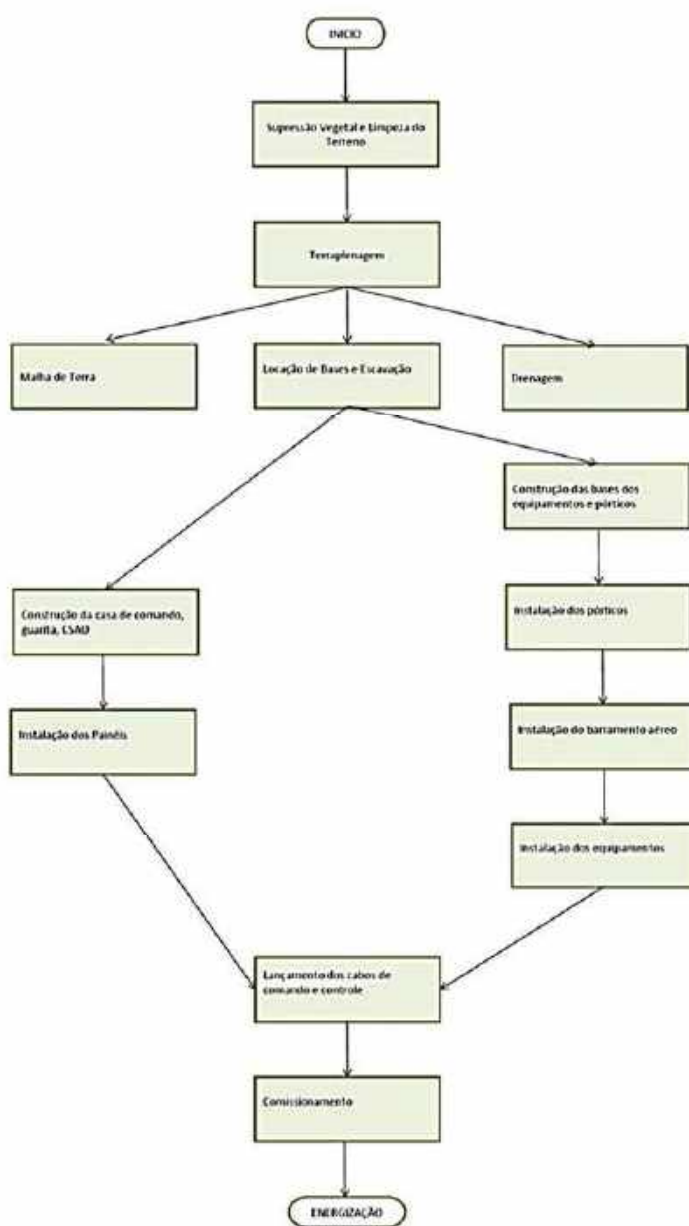 INICIO
Supressão Vegetal e Limpeza do
Terreno
Terraplenagem
Malha de Terra
Locação de Bases e Escavação
Drenagem
Construção das bases dos
equipamentos e pórticos
Construção da casa de comando,
guarita, CSAO
Instalação dos pórticos
Instalação dos Painéis
Instalação do barramento aéreo
Instalação dos equipamentos
Lançamento dos cabos de
comando e controle
Comissionamento
ENERGIZAÇÃO